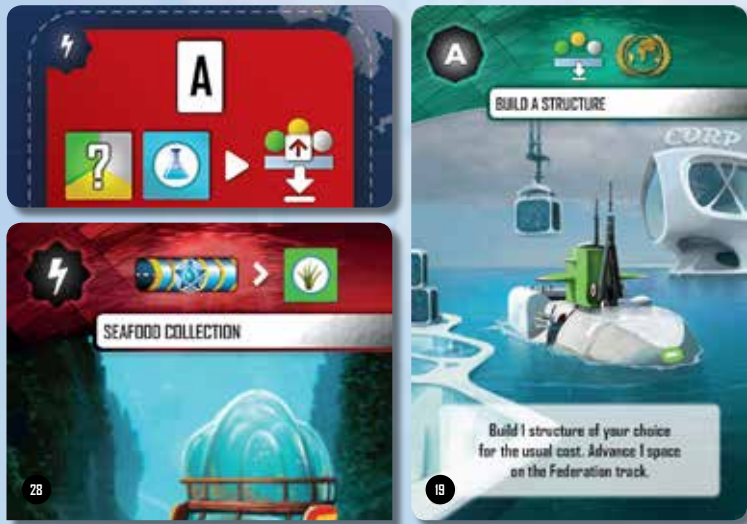 A
?
SEAFOOD COLLECTION
28
A
BUILD A STRUCTURE
CORP
Build 1 structure of your choice
for the usual cost. Advance 1 space
on the Federation track.
19